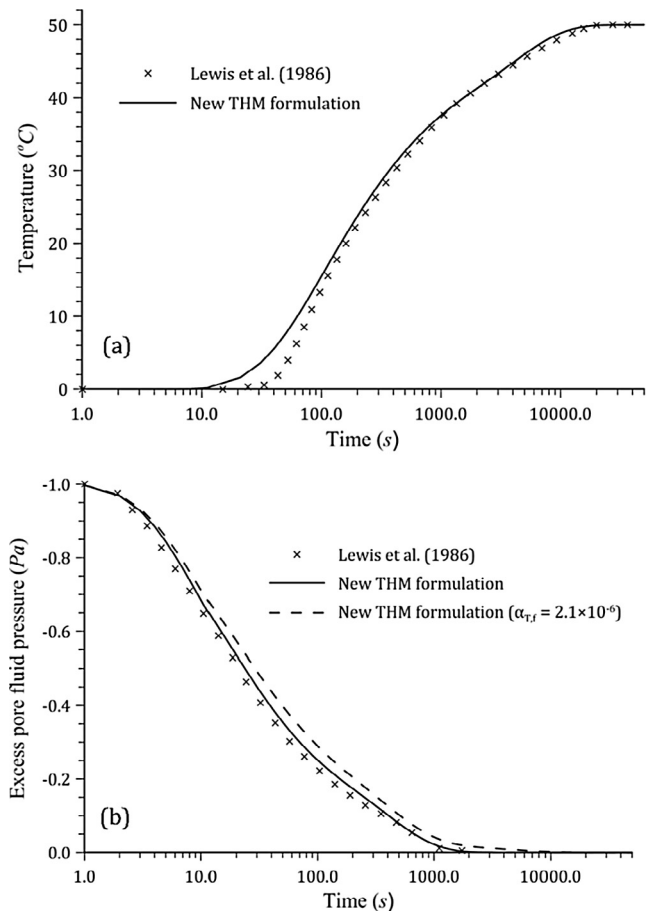 50
Lewis et al. (1986)
New THM formulation
40
30
20
10
0
Temperature (°C)
(a)
1.0 10.0 100.0 1000.0 10000.0
Time (s)
-1.0
Lewis et al. (1986)
New THM formulation
New THM formulation (αT,f = 2.1×10-6)
-0.8
-0.6
-0.4
-0.2
0.0
Excess pore fluid pressure (Pa)
(b)
1.0 10.0 100.0 1000.0 10000.0
Time (s)